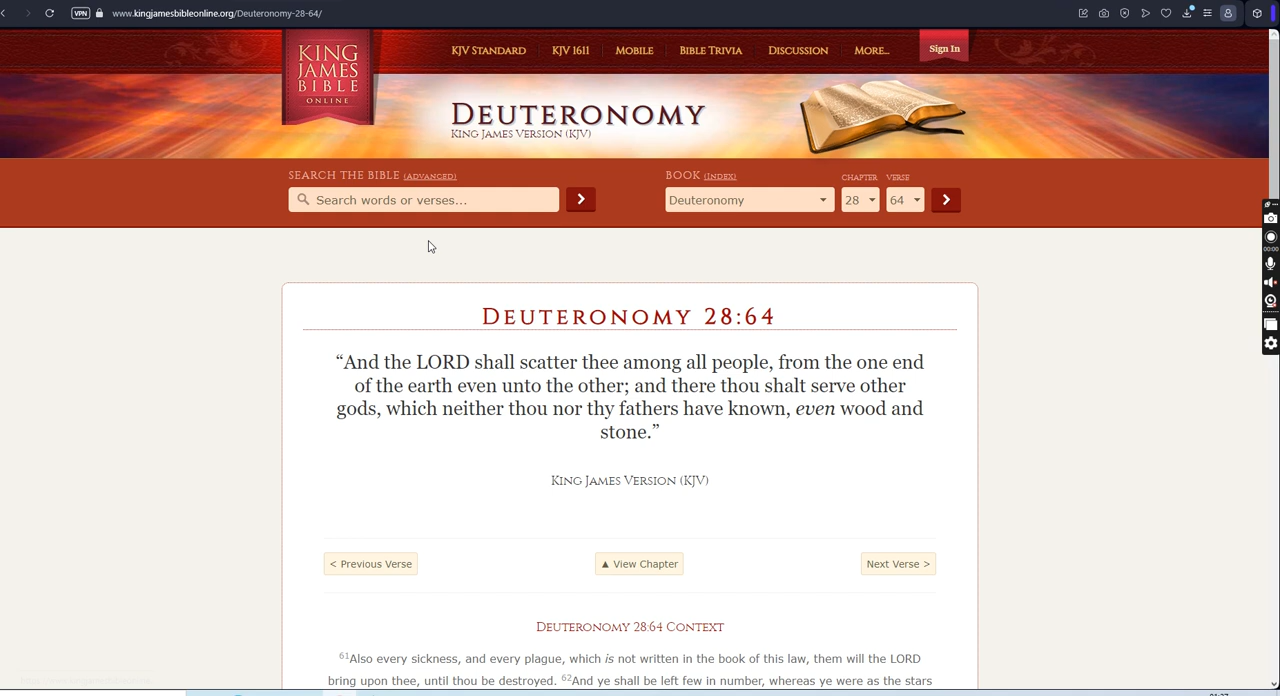 VPN
www.kingjamesbibleonline.org/Deuteronomy-28-64/
KING
JAMES
BIBLE
ONLINE
KJV STANDARD
KJV 1611
MOBILE
BIBLE TRIVIA
DISCUSSION
MORE...
Sign In
DEUTERONOMY
KING JAMES VERSION (KJV)
SEARCH THE BIBLE (ADVANCED)
BOOK (INDEX)
CHAPTER
VERSE
Search words or verses...
Deuteronomy
28
64
00:00
DEUTERONOMY 28:64
“And the LORD shall scatter thee among all people, from the one end
of the earth even unto the other; and there thou shalt serve other
gods, which neither thou nor thy fathers have known, even wood and
stone.”
KING JAMES VERSION (KJV)
< Previous Verse
▲ View Chapter
Next Verse >
DEUTERONOMY 28:64 CONTEXT
61Also every sickness, and every plague, which is not written in the book of this law, them will the LORD
bring upon thee, until thou be destroyed. 62And ye shall be left few in number, whereas ye were as the stars